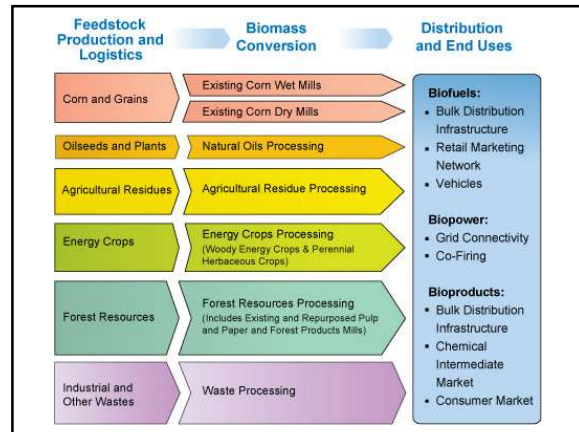 Feedstock
Production and
Logistics
Biomass
Conversion
Distribution
and End Uses
Corn and Grains
Existing Corn Wet Mills
Existing Corn Dry Mills
Oilseeds and Plants
Natural Oils Processing
Agricultural Residues
Agricultural Residue Processing
Energy Crops
Energy Crops Processing
(Woody Energy Crops & Perennial
Herbaceous Crops)
Forest Resources
Forest Resources Processing
(Includes Existing and Repurposed Pulp
and Paper and Forest Products Mills)
Industrial and
Other Wastes
Waste Processing
Biofuels:
▪ Bulk Distribution
Infrastructure
▪ Retail Marketing
Network
▪ Vehicles
Biopower:
▪ Grid Connectivity
▪ Co-Firing
Bioproducts:
▪ Bulk Distribution
Infrastructure
▪ Chemical
Intermediate
Market
▪ Consumer Market